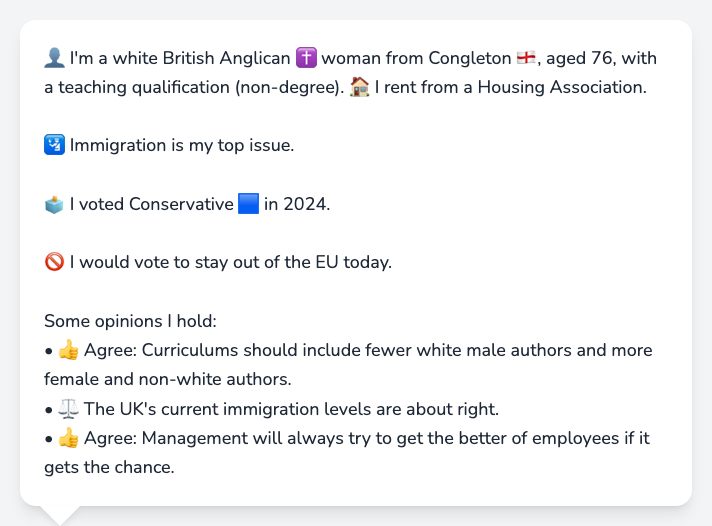 👤 I'm a white British Anglican ✝️ woman from Congleton 🏴󠁧󠁢󠁥󠁮󠁧󠁿, aged 76, with
a teaching qualification (non-degree). 🏠 I rent from a Housing Association.
🛂 Immigration is my top issue.
🗳️ I voted Conservative 🟦 in 2024.
🚫 I would vote to stay out of the EU today.
Some opinions I hold:
• 👍 Agree: Curriculums should include fewer white male authors and more
female and non-white authors.
• ⚖️ The UK's current immigration levels are about right.
• 👍 Agree: Management will always try to get the better of employees if it
gets the chance.